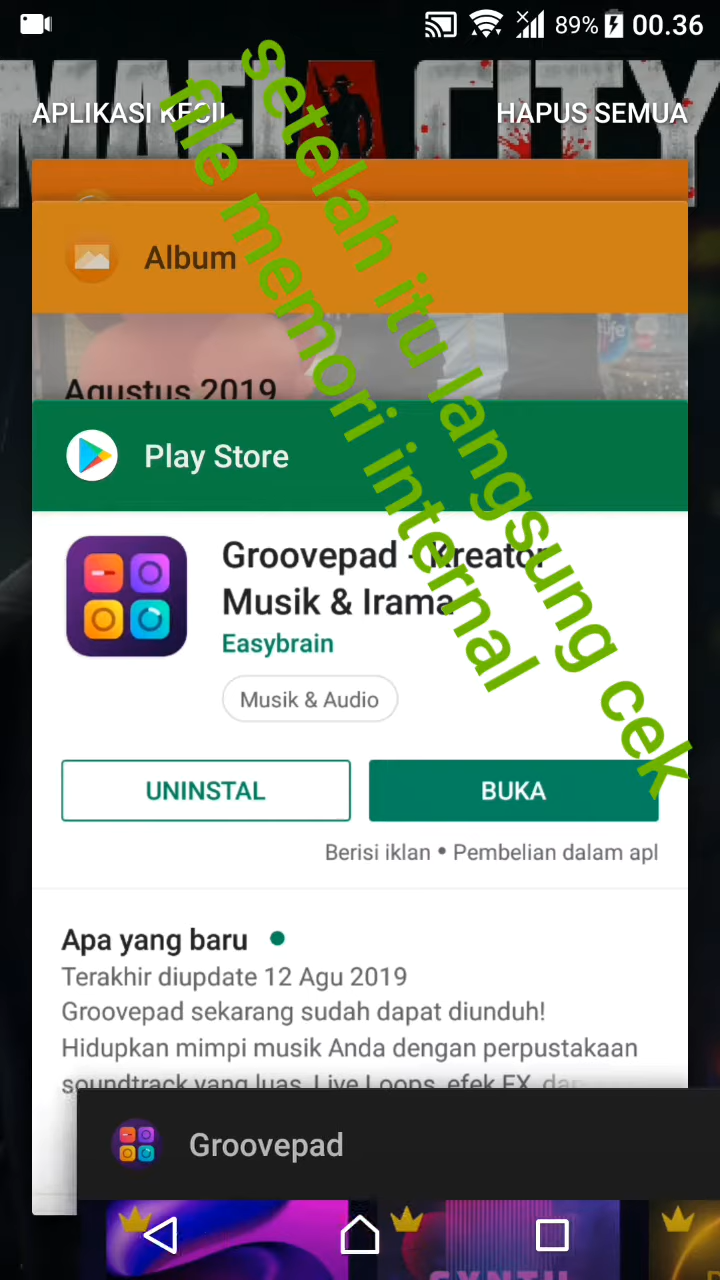 89% 00.36
MAFIA CITY
APLIKASI KECIL
HAPUS SEMUA
setelah itu langsung cek
file memori internal
Album
Agustus 2019
Play Store
Groovepad - Kreator
Musik & Irama
Easybrain
Musik & Audio
UNINSTAL
BUKA
Berisi iklan • Pembelian dalam apl
Apa yang baru
Terakhir diupdate 12 Agu 2019
Groovepad sekarang sudah dapat diunduh!
Hidupkan mimpi musik Anda dengan perpustakaan
soundtrack yang luas, Live Loops, efek FX, dan
Groovepad
SYNTH